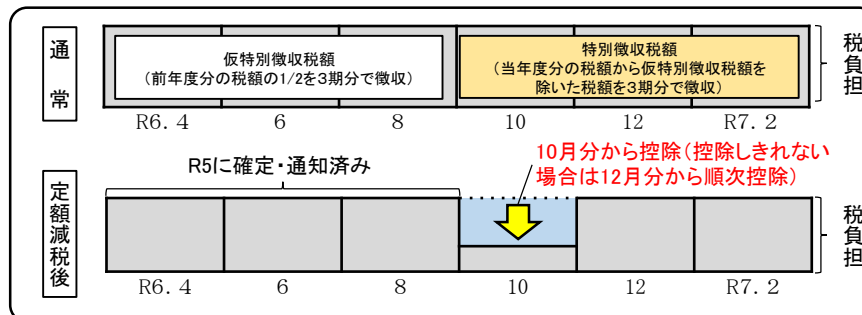 通常
仮特別徴収税額
(前年度分の税額の1/2を3期分で徴収)
特別徴収税額
(当年度分の税額から仮特別徴収税額を
除いた税額を3期分で徴収)
税負担
R6.4 6 8 10 12 R7.2
R5に確定・通知済み
10月分から控除(控除しきれない
場合は12月分から順次控除)
定額減税後
税負担
R6.4 6 8 10 12 R7.2